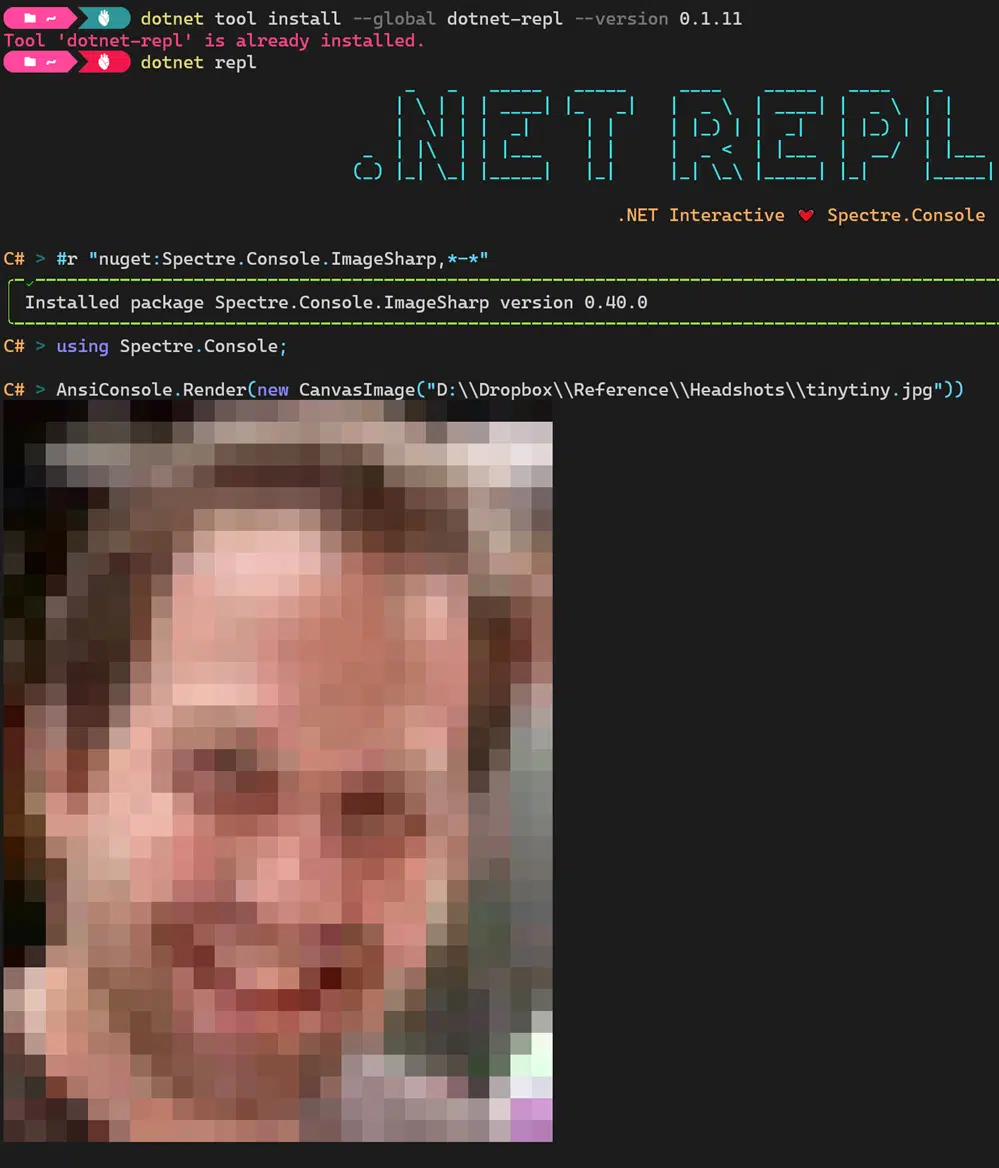 ~ dotnet tool install --global dotnet-repl --version 0.1.11
Tool 'dotnet-repl' is already installed.
~ dotnet repl
.NET REPL
.NET Interactive ❤ Spectre.Console
C# > #r "nuget:Spectre.Console.ImageSharp,*-*"
Installed package Spectre.Console.ImageSharp version 0.40.0
C# > using Spectre.Console;
C# > AnsiConsole.Render(new CanvasImage("D:\\Dropbox\\Reference\\Headshots\\tinytiny.jpg"))